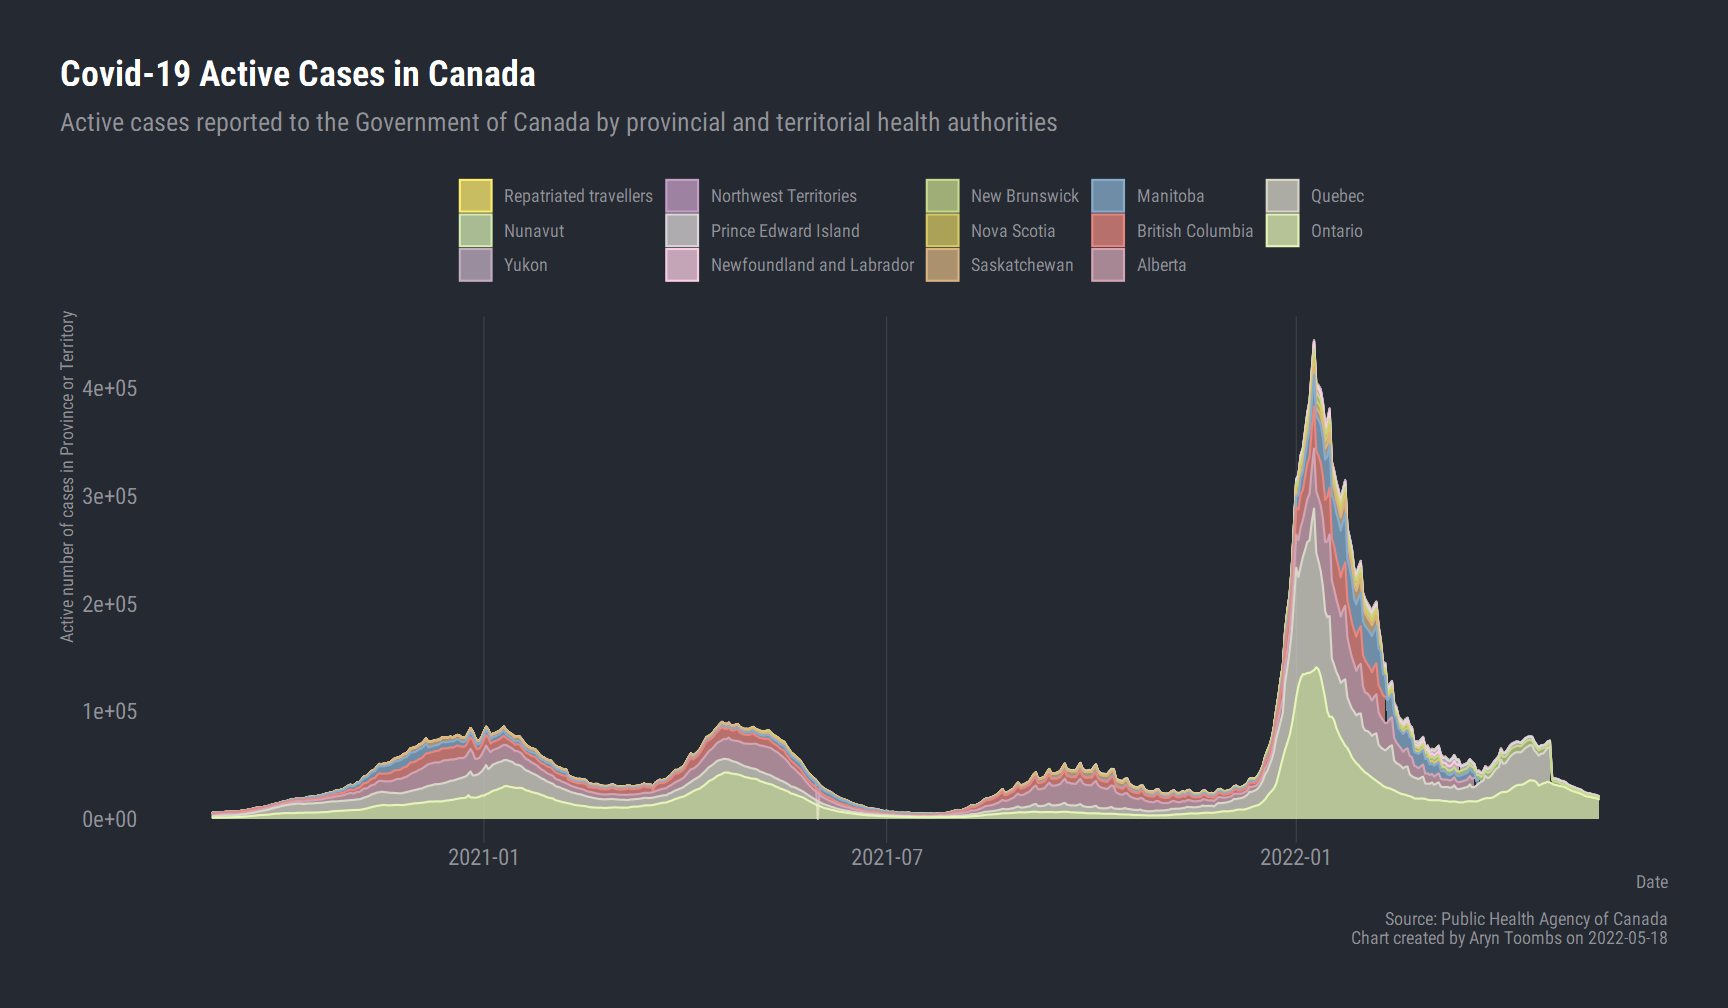 Covid-19 Active Cases in Canada
Active cases reported to the Government of Canada by provincial and territorial health authorities
Repatriated travellers Northwest Territories New Brunswick Manitoba Quebec
Nunavut Prince Edward Island Nova Scotia British Columbia Ontario
Yukon Newfoundland and Labrador Saskatchewan Alberta
Active number of cases in Province or Territory
4e+05
3e+05
2e+05
1e+05
0e+00
2021-01 2021-07 2022-01
Date
Source: Public Health Agency of Canada
Chart created by Aryn Toombs on 2022-05-18